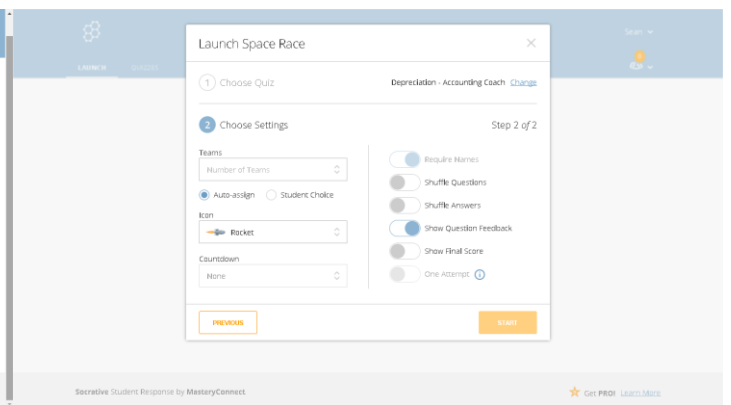 Sean
LAUNCH QUIZZES
Launch Space Race
1 Choose Quiz
Depreciation - Accounting Coach Change
2 Choose Settings
Step 2 of 2
Teams
Number of Teams
Auto-assign Student Choice
Icon
Rocket
Countdown
None
Require Names
Shuffle Questions
Shuffle Answers
Show Question Feedback
Show Final Score
One Attempt
PREVIOUS
START
Socrative Student Response by MasteryConnect
Get PRO! Learn More